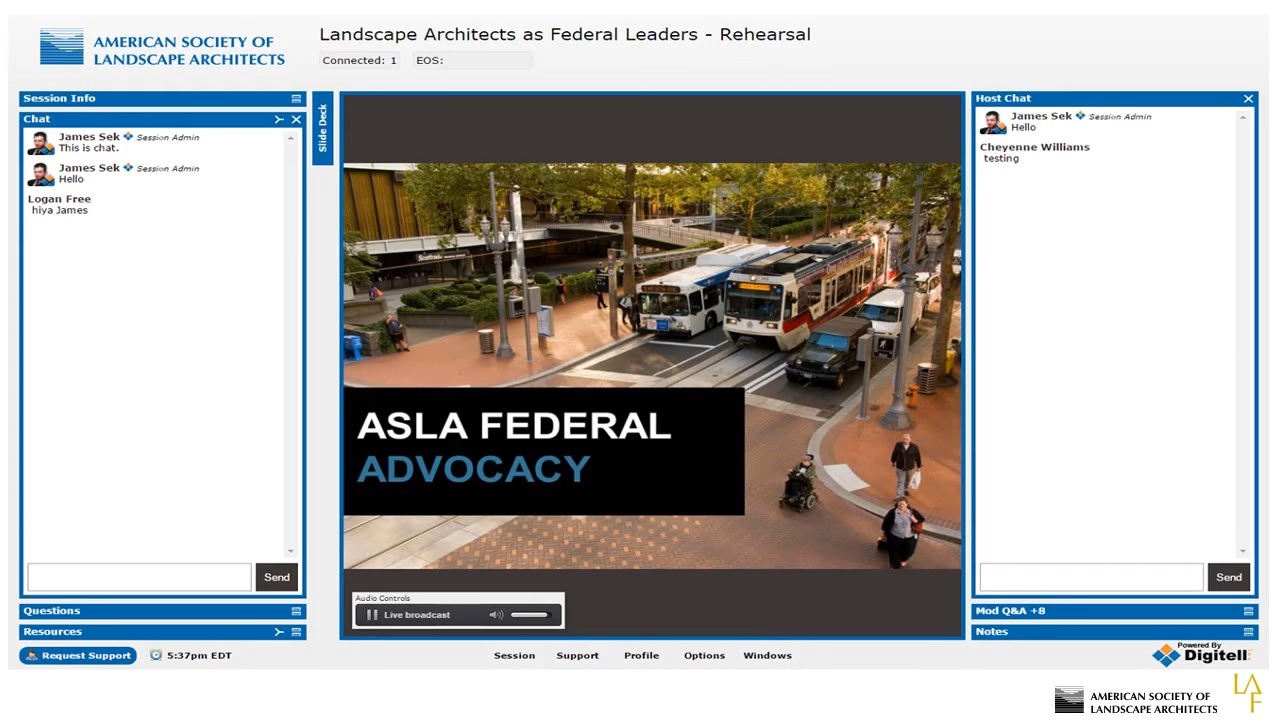 AMERICAN SOCIETY OF
LANDSCAPE ARCHITECTS
Landscape Architects as Federal Leaders - Rehearsal
Connected: 1
EOS:
Session Info
Chat
James Sek Session Admin
This is chat.
James Sek Session Admin
Hello
Logan Free
hiya James
Send
Questions
Resources
Request Support
5:37pm EDT
Slide Deck
ASLA FEDERAL
ADVOCACY
Audio Controls
Live broadcast
Session
Support
Profile
Options
Windows
Host Chat
James Sek Session Admin
Hello
Cheyenne Williams
testing
Send
Mod Q&A +8
Notes
Powered By
Digitell
AMERICAN SOCIETY OF
LANDSCAPE ARCHITECTS
LAF